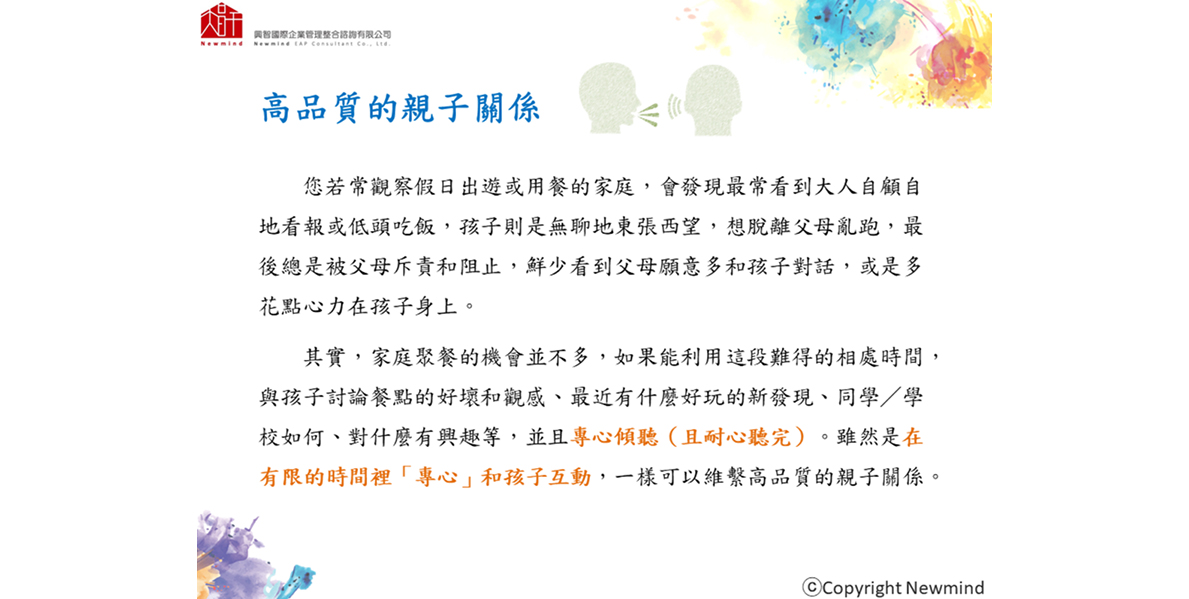 Newmind
興智國際企業管理整合諮詢有限公司
Newmind EAP Consultant Co., Ltd.
高品質的親子關係
您若常觀察假日出遊或用餐的家庭，會發現最常看到大人自顧自
地看報或低頭吃飯，孩子則是無聊地東張西望，想脫離父母亂跑，最
後總是被父母斥責和阻止，鮮少看到父母願意多和孩子對話，或是多
花點心力在孩子身上。
其實，家庭聚餐的機會並不多，如果能利用這段難得的相處時間，
與孩子討論餐點的好壞和觀感、最近有什麼好玩的新發現、同學／學
校如何、對什麼有興趣等，並且專心傾聽（且耐心聽完）。雖然是在
有限的時間裡「專心」和孩子互動，一樣可以維繫高品質的親子關係。
ⓒCopyright Newmind